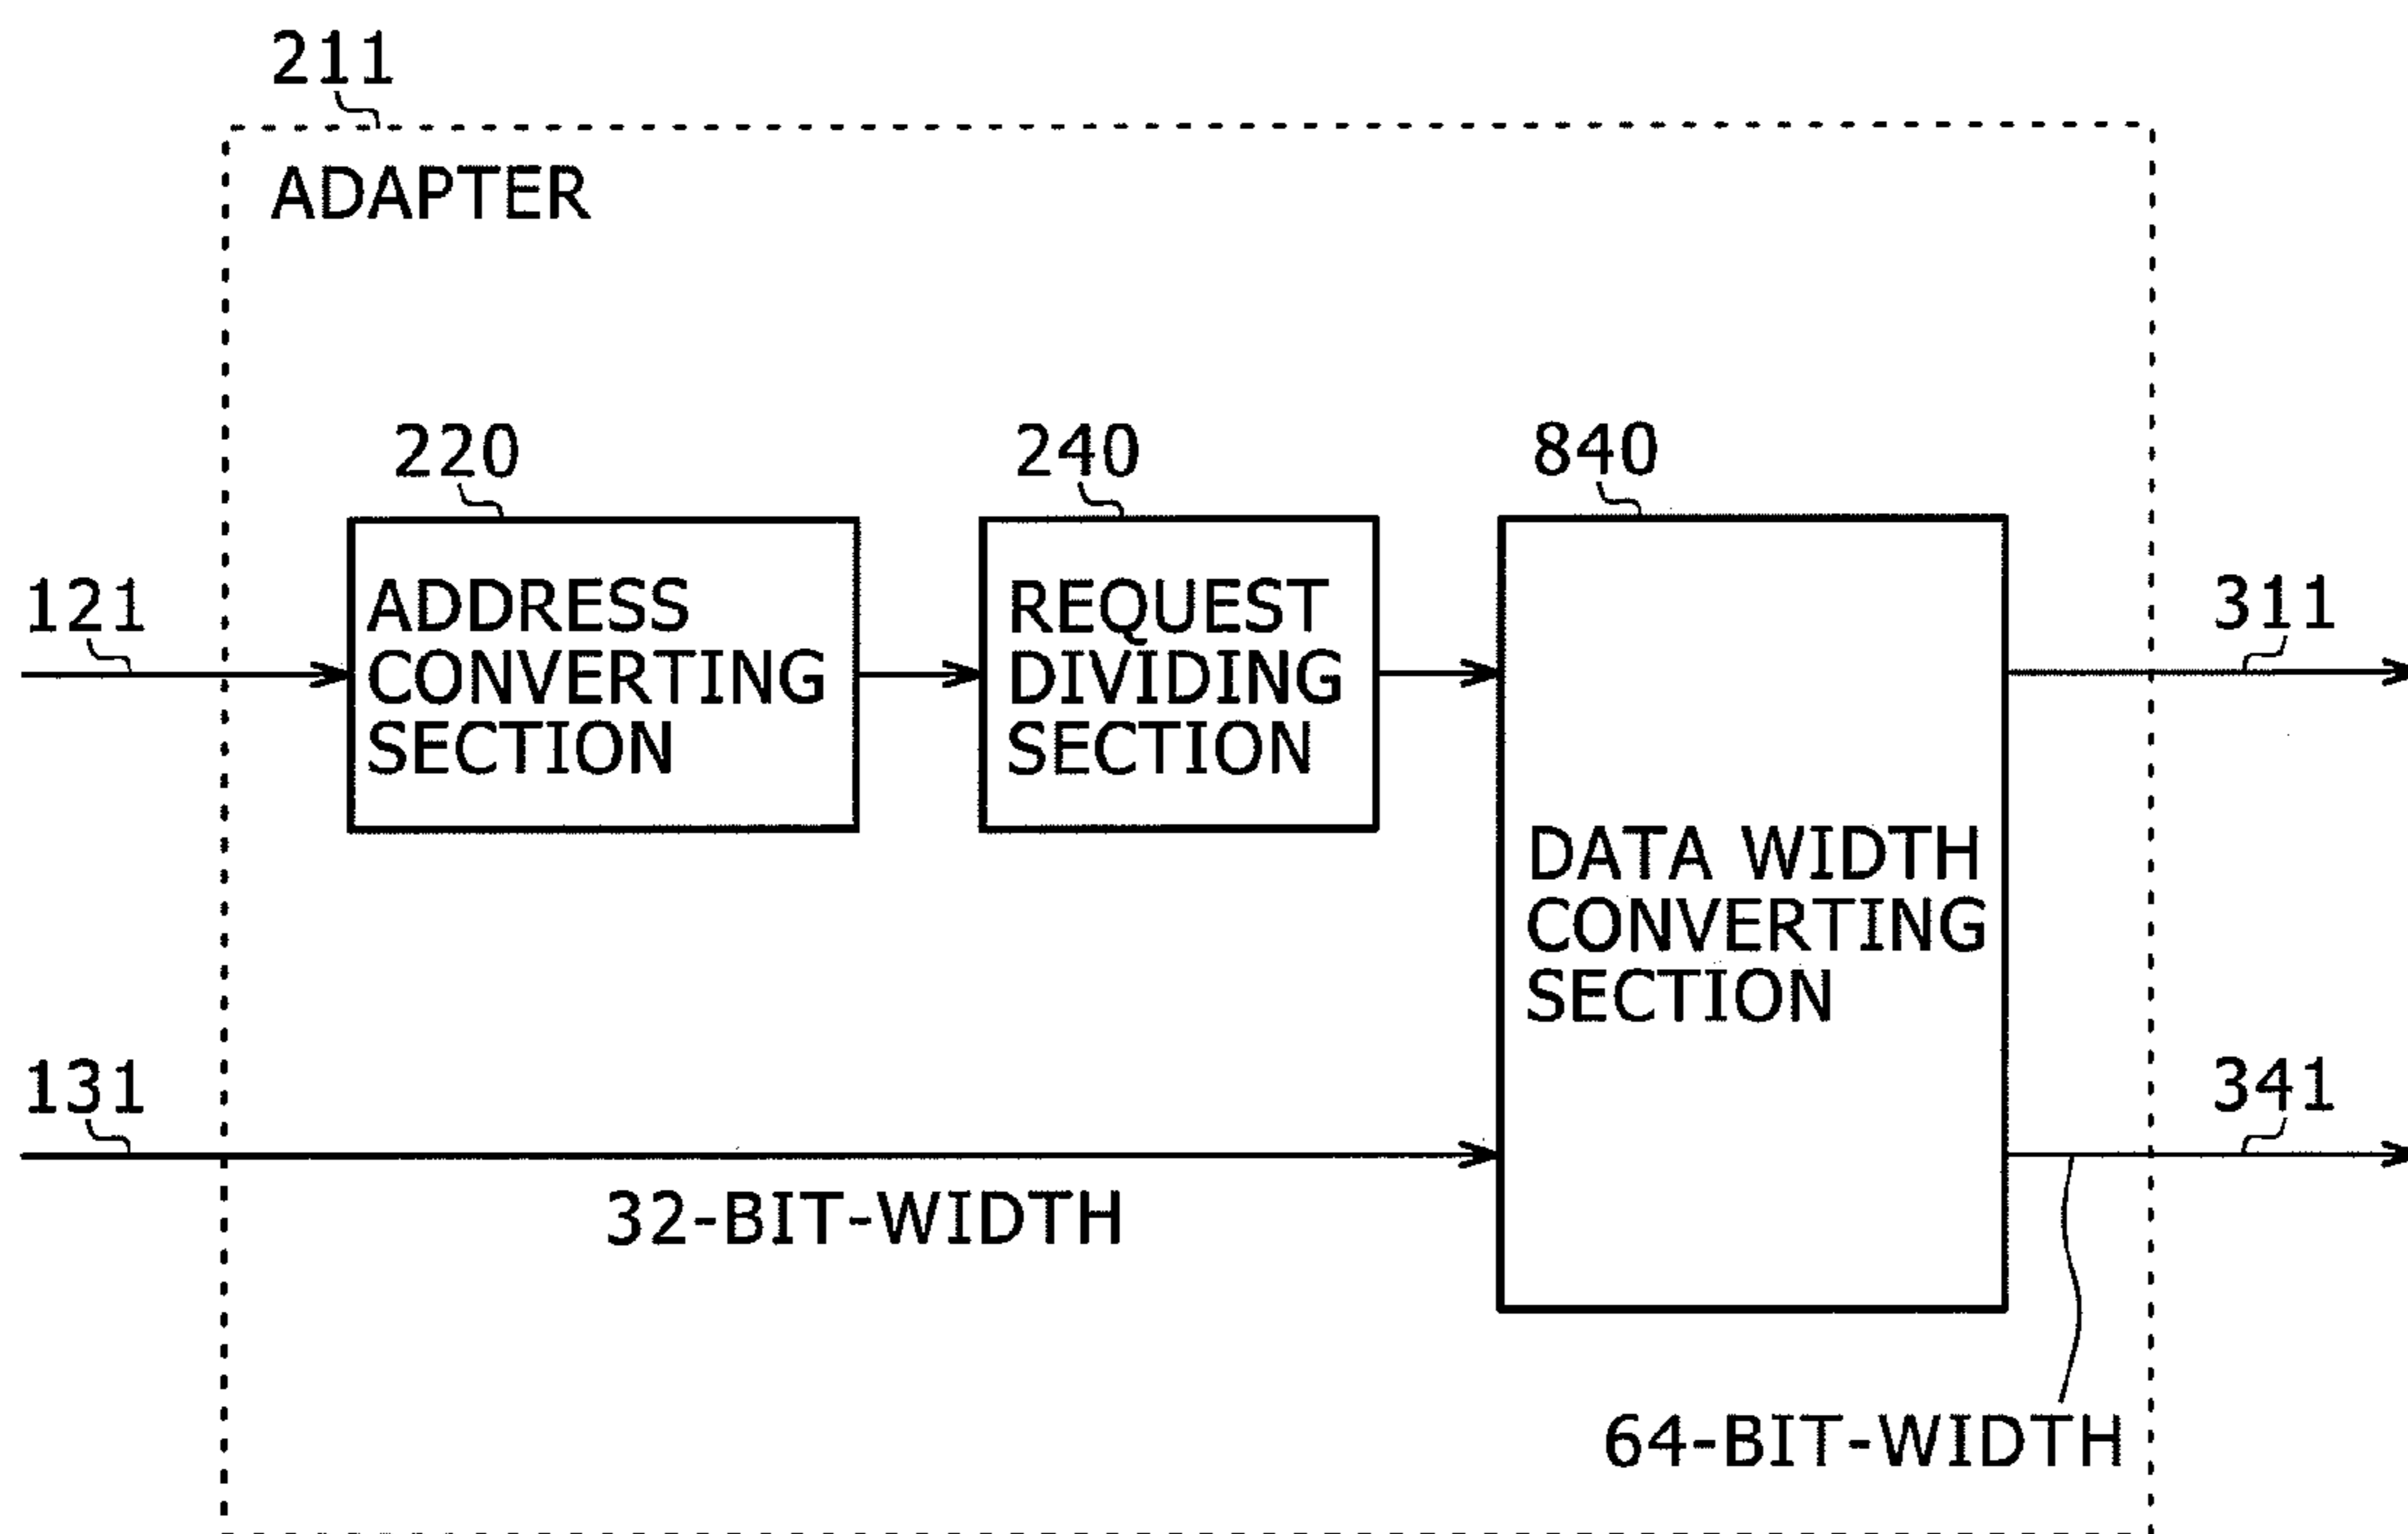 211
ADAPTER
220
240
840
121
ADDRESS
CONVERTING
SECTION
REQUEST
DIVIDING
SECTION
311
DATA WIDTH
CONVERTING
SECTION
131
341
32-BIT-WIDTH
64-BIT-WIDTH